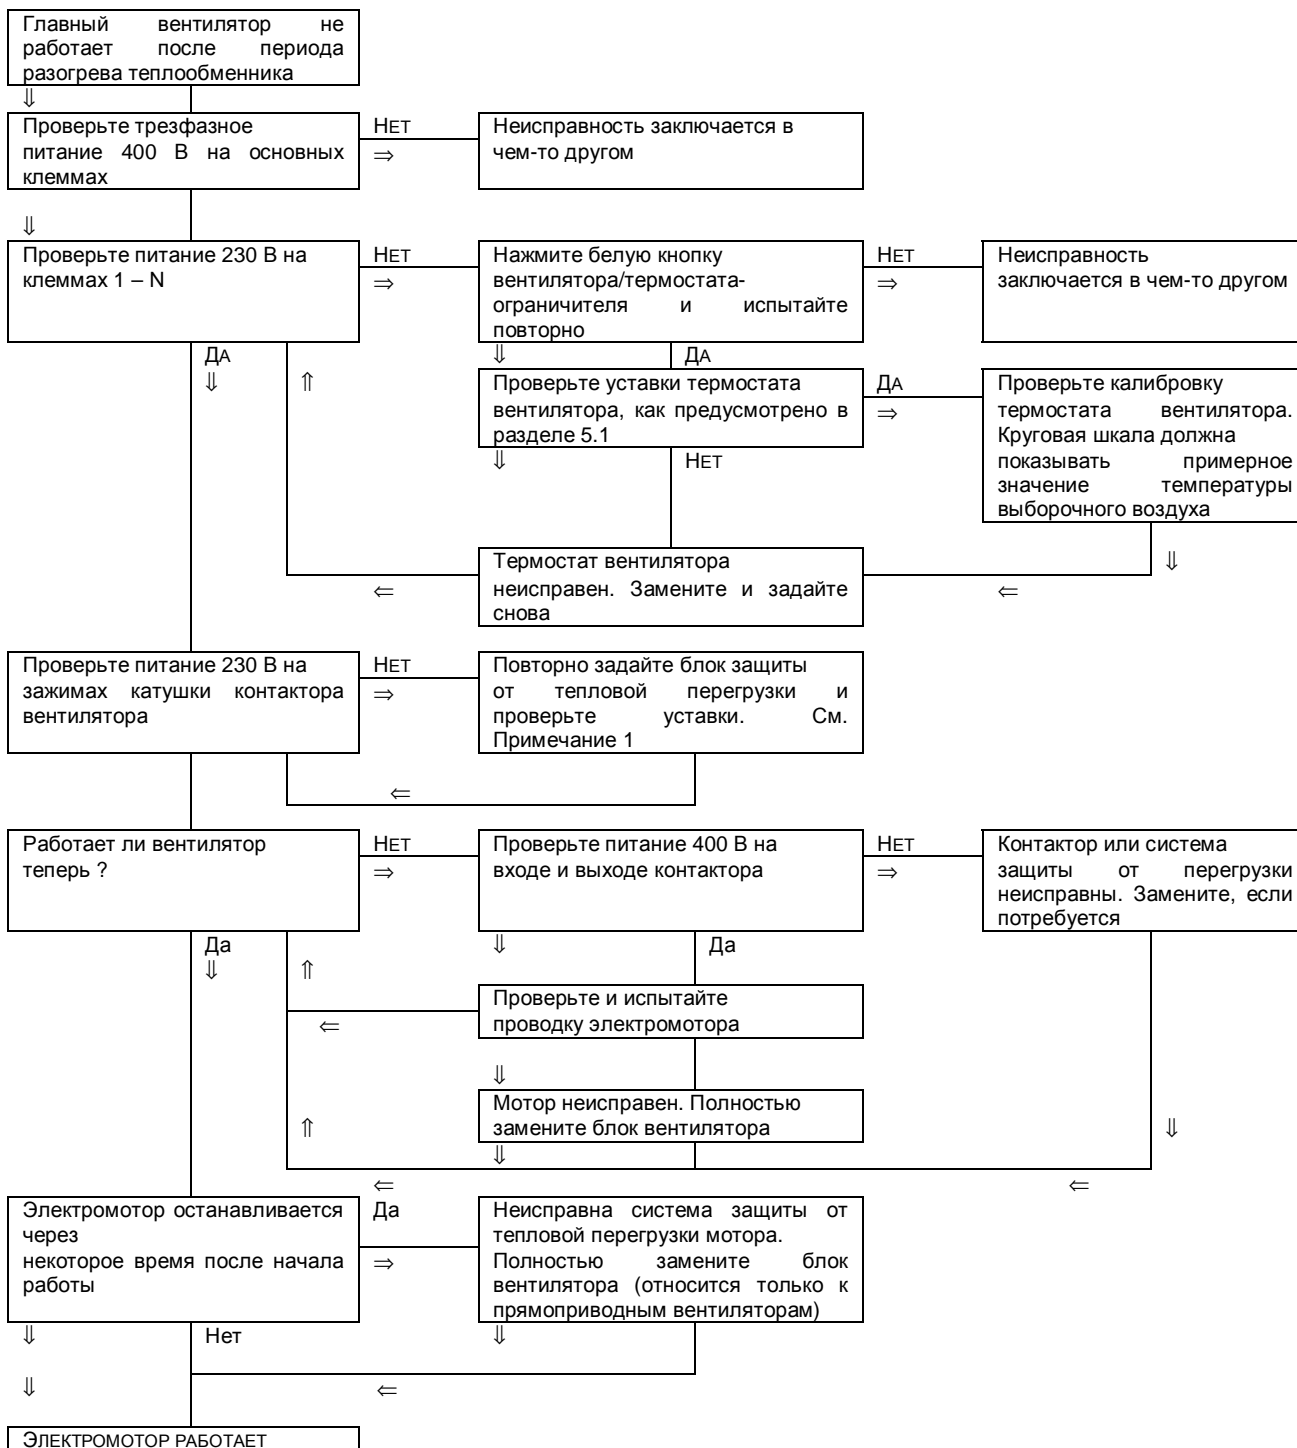 Главный вентилятор не
работает после периода
разогрева теплообменника
⇓
Проверьте трезфазное
питание 400 В на основных
клеммах
НЕТ
⇒
Неисправность заключается в
чем-то другом
⇓
Проверьте питание 230 В на
клеммах 1 – N
НЕТ
⇒
Нажмите белую кнопку
вентилятора/термостата-
ограничителя и испытайте
повторно
НЕТ
⇒
Неисправность
заключается в чем-то другом
ДА
⇓
⇑
⇓
ДА
Проверьте уставки термостата
вентилятора, как предусмотрено в
разделе 5.1
ДА
⇒
Проверьте калибровку
термостата вентилятора.
Круговая шкала должна
показывать примерное
значение температуры
выборочного воздуха
⇓
НЕТ
Термостат вентилятора
неисправен. Замените и задайте
снова
⇓
⇐
⇐
Проверьте питание 230 В на
зажимах катушки контактора
вентилятора
НЕТ
⇒
Повторно задайте блок защиты
от тепловой перегрузки и
проверьте уставки. См.
Примечание 1
⇐
Работает ли вентилятор
теперь ?
НЕТ
⇒
Проверьте питание 400 В на
входе и выходе контактора
НЕТ
⇒
Контактор или система
защиты от перегрузки
неисправны. Замените, если
потребуется
Да
⇓
⇑
⇓
Да
Проверьте и испытайте
проводку электромотора
⇐
⇓
Мотор неисправен. Полностью
замените блок вентилятора
⇑
⇓
⇓
⇐
⇐
Электромотор останавливается
через
некоторое время после начала
работы
Да
⇒
Неисправна система защиты от
тепловой перегрузки мотора.
Полностью замените блок
вентилятора (относится только к
прямоприводным вентиляторам)
⇓
Нет
⇓
⇓
⇐
ЭЛЕКТРОМОТОР РАБОТАЕТ